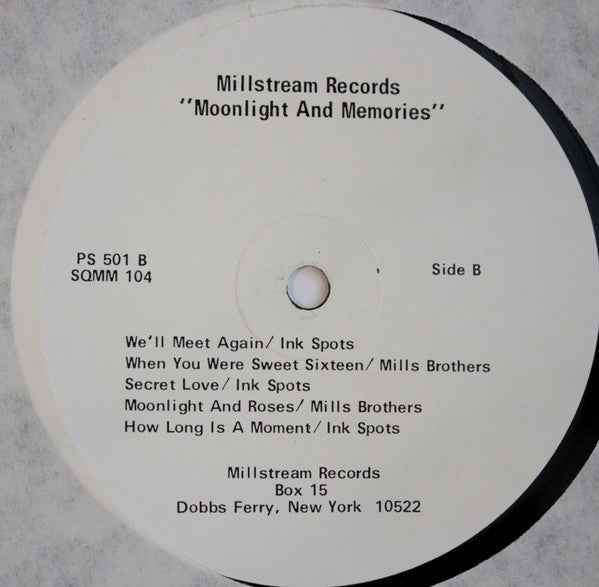 Millstream Records
"Moonlight And Memories"
PS 501 B
SQMM 104
Side B
We'll Meet Again/ Ink Spots
When You Were Sweet Sixteen/ Mills Brothers
Secret Love/ Ink Spots
Moonlight And Roses/ Mills Brothers
How Long Is A Moment/ Ink Spots
Millstream Records
Box 15
Dobbs Ferry, New York 10522